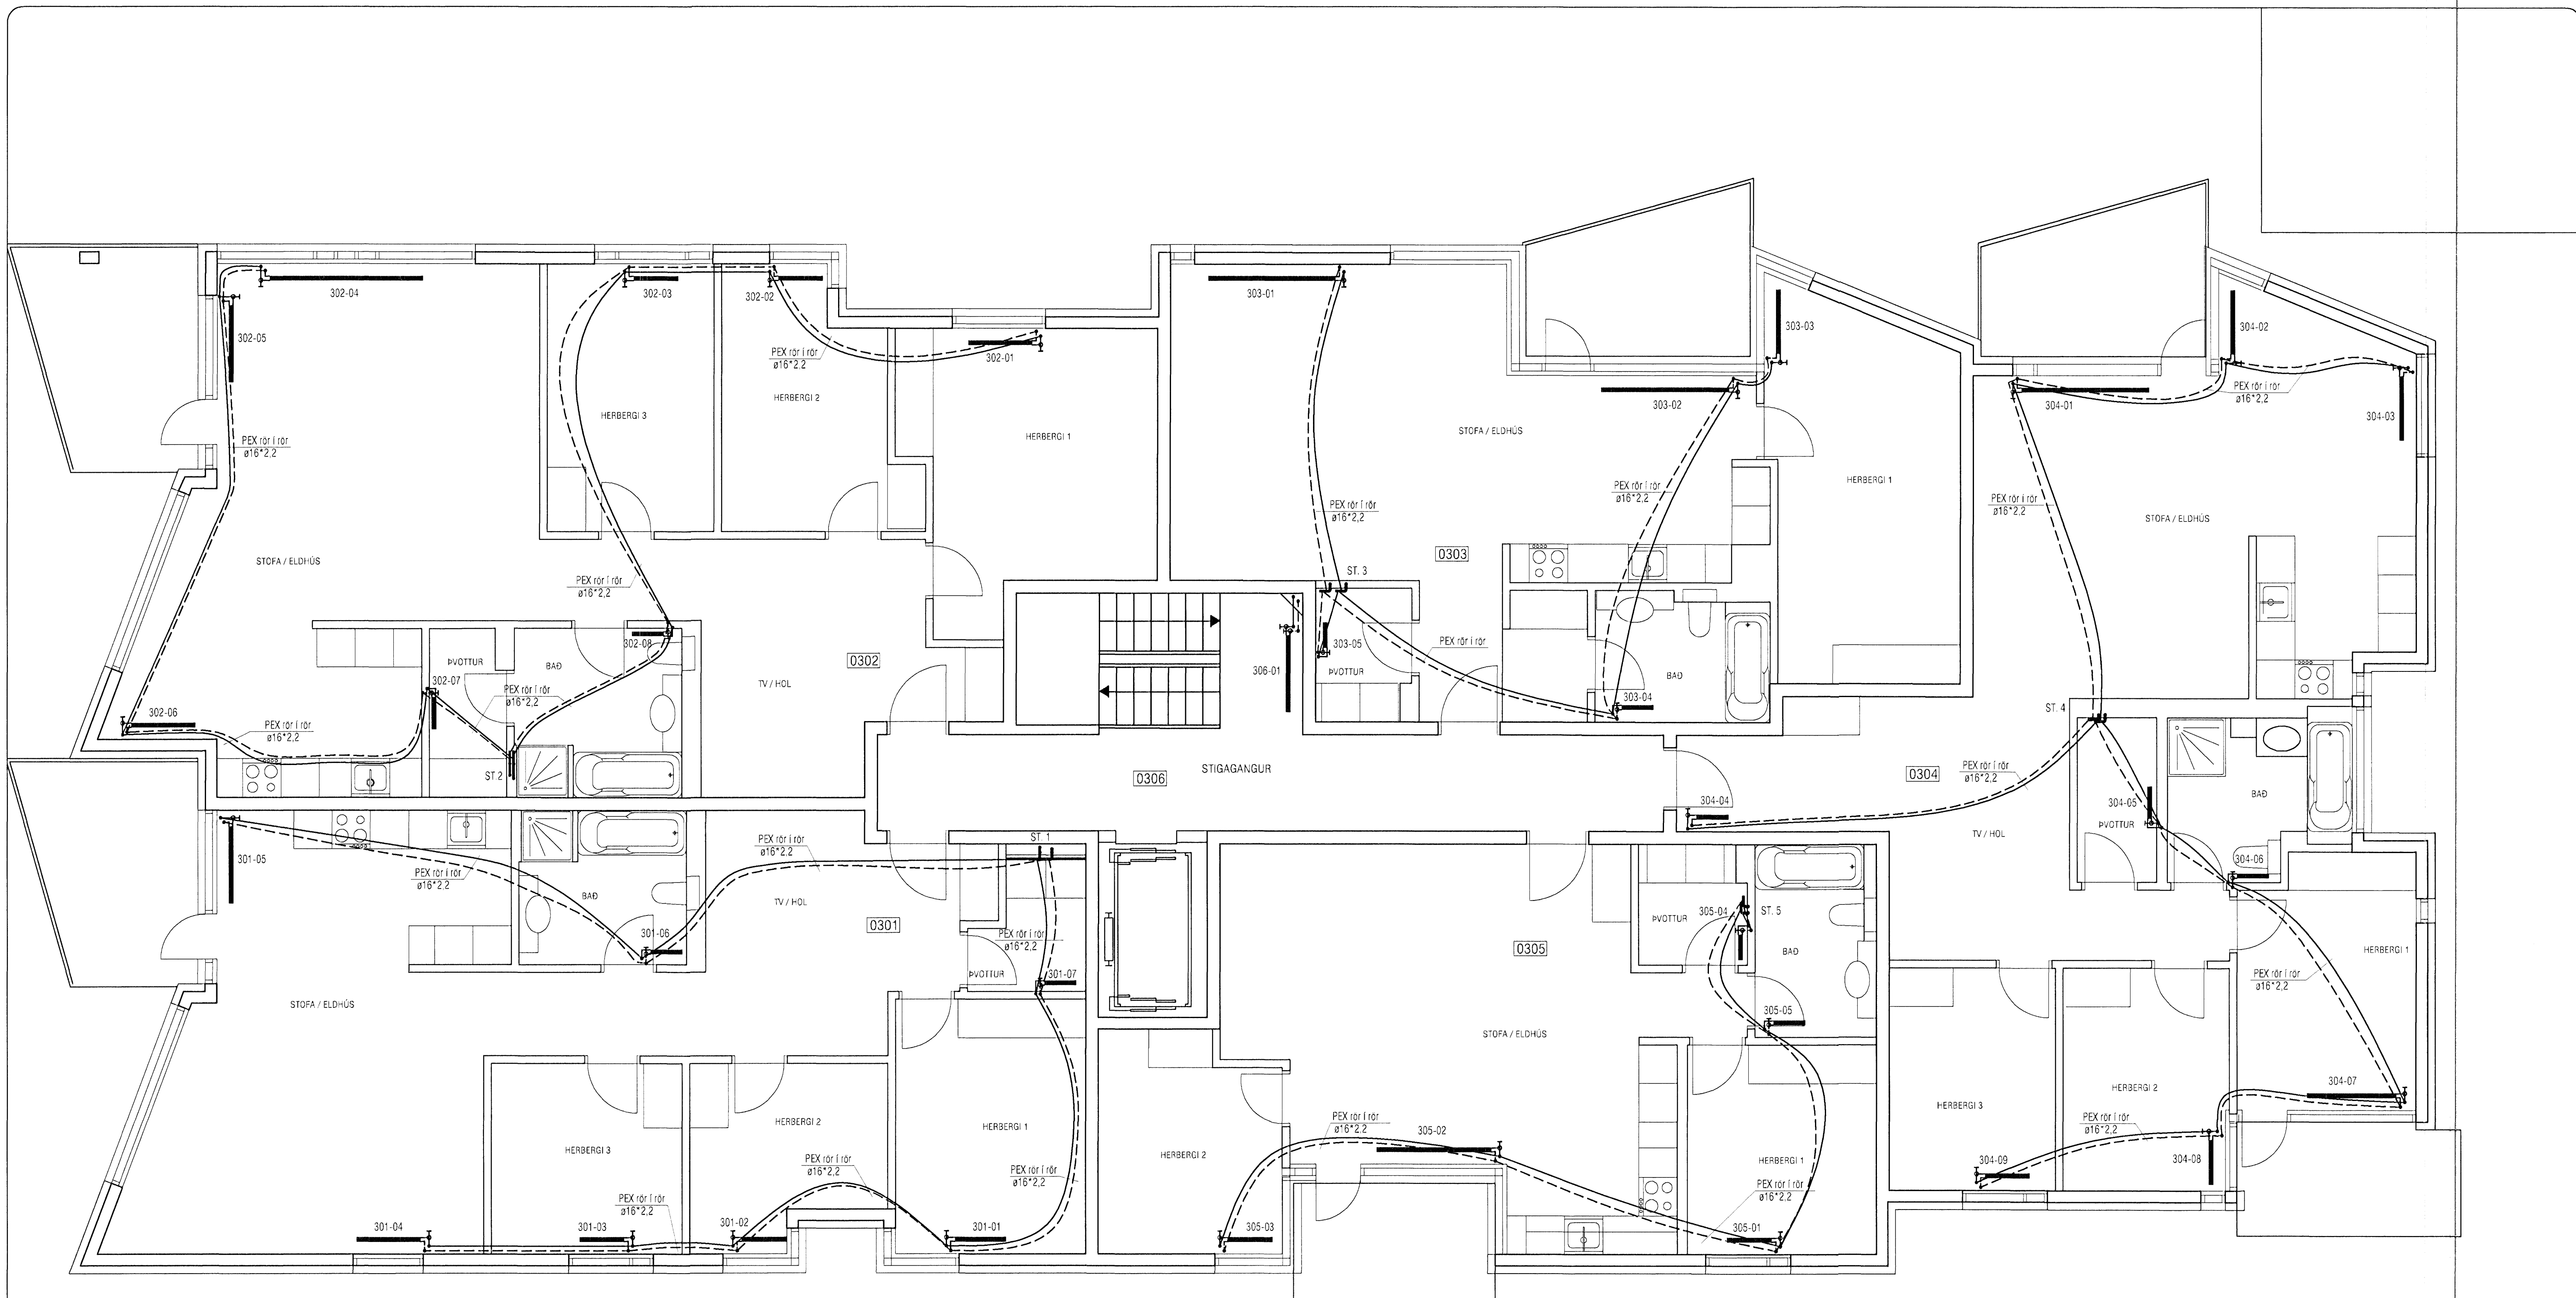 302-04
302-03
302-02
303-01
302-05
PEX rör í rör
ø16*2,2
302-01
303-03
304-02
303-02
304-01
PEX rör í rör
ø16*2,2
304-03
HERBERGI 3
HERBERGI 2
HERBERGI 1
STOFA / ELDHÚS
PEX rör í rör
ø16*2,2
PEX rör í rör
ø16*2,2
HERBERGI 1
PEX rör í rör
ø16*2,2
PEX rör í rör
ø16*2,2
STOFA / ELDHÚS
STOFA / ELDHÚS
0303
PEX rör í rör
ø16*2,2
ST. 3
302-08
303-05
PEX rör í rör
ÞVOTTUR
BAÐ
0302
306-01
ÞVOTTUR
BAÐ
302-07
PEX rör í rör
ø16*2,2
TV / HOL
303-04
302-06
PEX rör í rör
ø16*2,2
ST. 4
ST.2
0306
STIGAGANGUR
0304
PEX rör í rör
ø16*2,2
BAÐ
304-04
304-05
ÞVOTTUR
TV / HOL
301-05
PEX rör í rör
ø16*2,2
PEX rör í rör
ø16*2,2
ST. 1
304-06
BAÐ
TV / HOL
0301
305-04
ST. 5
ÞVOTTUR
301-06
PEX rör í rör
ø16*2,2
0305
BAÐ
HERBERGI 1
ÞVOTTUR
301-07
PEX rör í rör
ø16*2,2
STOFA / ELDHÚS
305-05
STOFA / ELDHÚS
HERBERGI 3
HERBERGI 2
304-07
HERBERGI 2
HERBERGI 1
PEX rör í rör
ø16*2,2
305-02
PEX rör í rör
ø16*2,2
HERBERGI 3
PEX rör í rör
ø16*2,2
PEX rör í rör
ø16*2,2
HERBERGI 2
HERBERGI 1
PEX rör í rör
ø16*2,2
304-09
304-08
PEX rör í rör
ø16*2,2
301-04
301-03
301-02
301-01
305-03
305-01